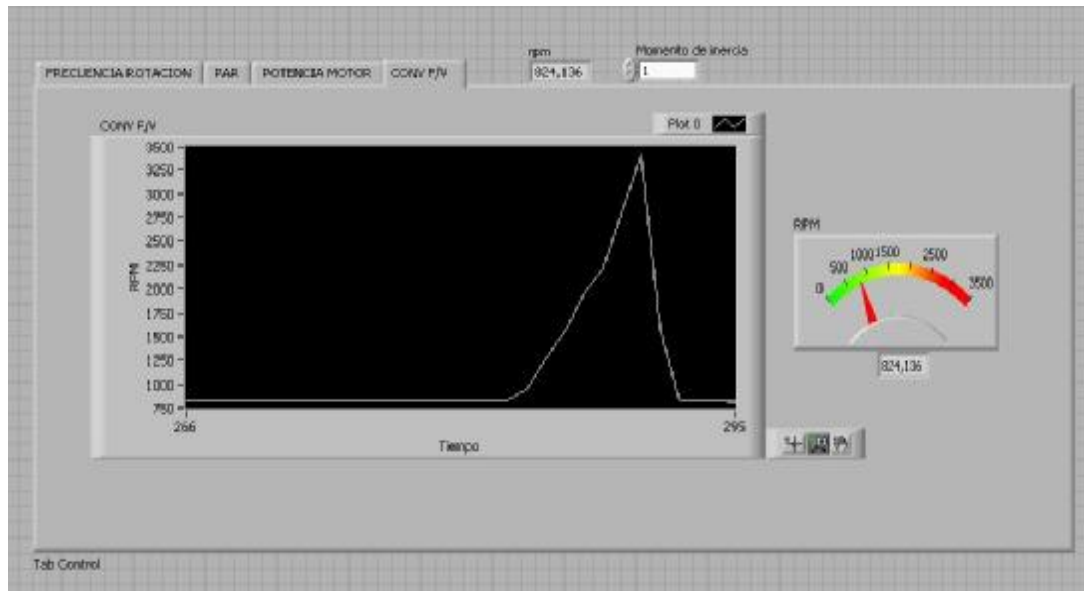 rpm Momento de inercia
FRECUENCIA ROTACION PAR POTENCIA MOTOR CONV F/V 824,136 1
CONV F/V Plot 0
3500
3250
3000
2750
2500
2250
2000
1750
1500
1250
1000
750
RPM
266 295
Tiempo
RPM
0 500 1000 1500 2500 3500
824,136
Tab Control